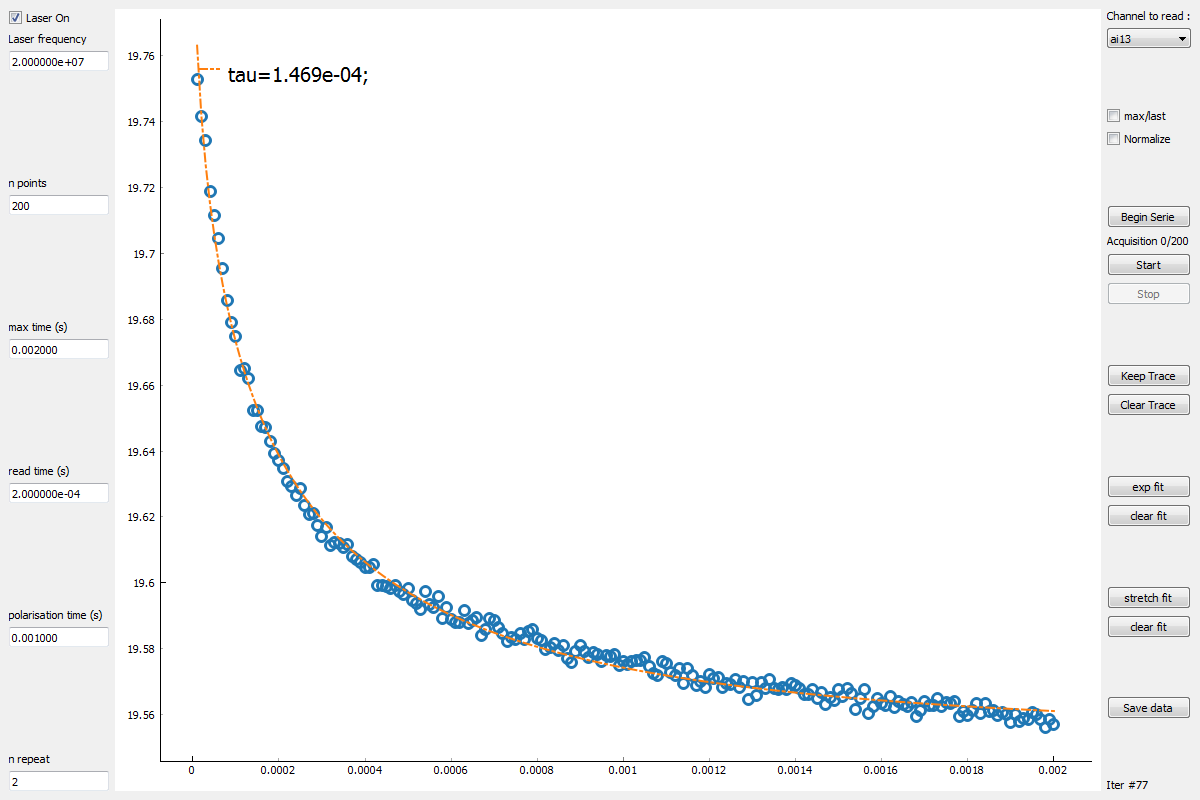 Laser On
Laser frequency
2.000000e+07
n points
200
max time (s)
0.002000
read time (s)
2.000000e-04
polarisation time (s)
0.001000
n repeat
2
tau=1.469e-04;
19.76
19.74
19.72
19.7
19.68
19.66
19.64
19.62
19.6
19.58
19.56
0 0.0002 0.0004 0.0006 0.0008 0.001 0.0012 0.0014 0.0016 0.0018 0.002
Channel to read :
ai13
max/last
Normalize
Begin Serie
Acquisition 0/200
Start
Stop
Keep Trace
Clear Trace
exp fit
clear fit
stretch fit
clear fit
Save data
Iter #77